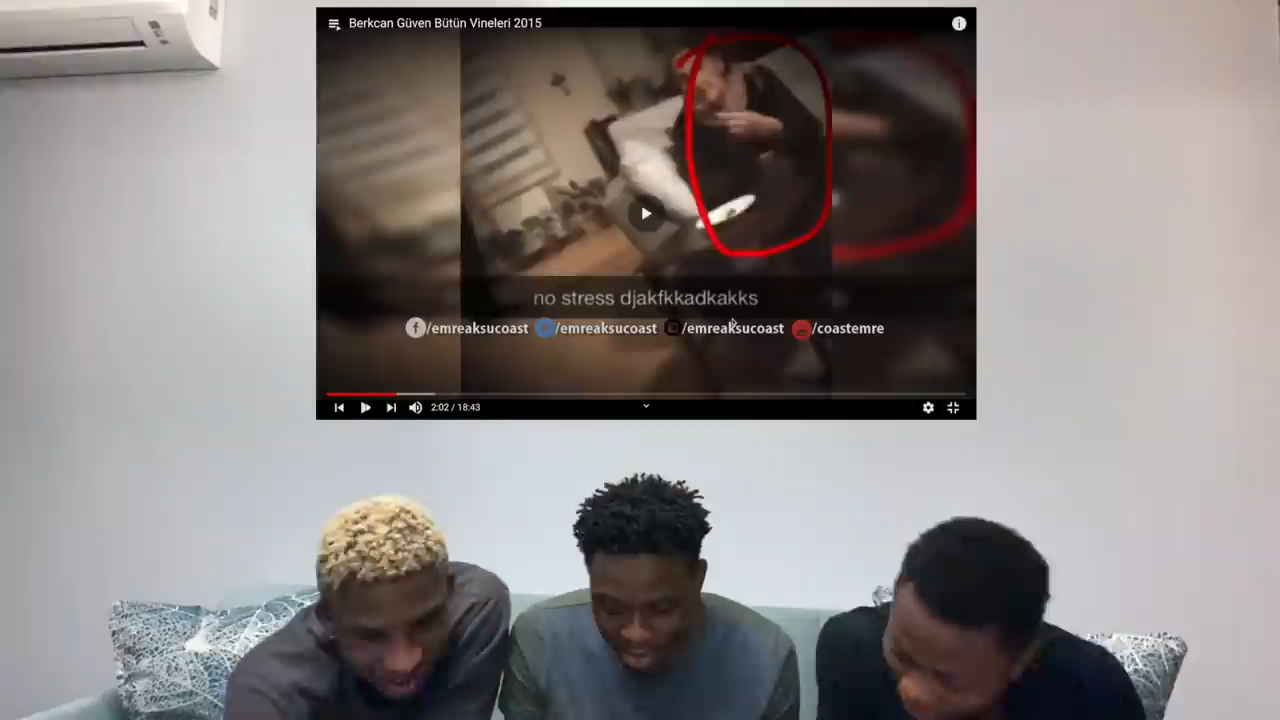 Berkcan Güven Bütün Vineleri 2015
no stress djakfkkadkakks
/emreaksucoast /emreaksucoast /emreaksucoast /coastemre
2:02 / 18:43